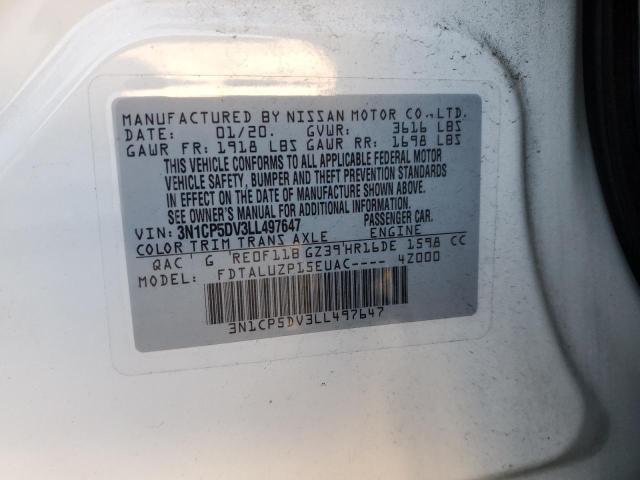 MANUFACTURED BY NISSAN MOTOR CO.,LTD.
DATE: 01/20. GVWR: 3616 LBS
GAWR FR: 1918 LBS GAWR RR: 1698 LBS
THIS VEHICLE CONFORMS TO ALL APPLICABLE FEDERAL MOTOR
VEHICLE SAFETY, BUMPER AND THEFT PREVENTION STANDARDS
IN EFFECT ON THE DATE OF MANUFACTURE SHOWN ABOVE.
SEE OWNER'S MANUAL FOR ADDITIONAL INFORMATION.
VIN: 3N1CP5DV3LL497647 PASSENGER CAR.
COLOR TRIM TRANS AXLE ENGINE
QAC G RE0F11B GZ39 HR16DE 1598 CC
MODEL: FDTALUZP15EUAC---- 4Z000
3N1CP5DV3LL497647